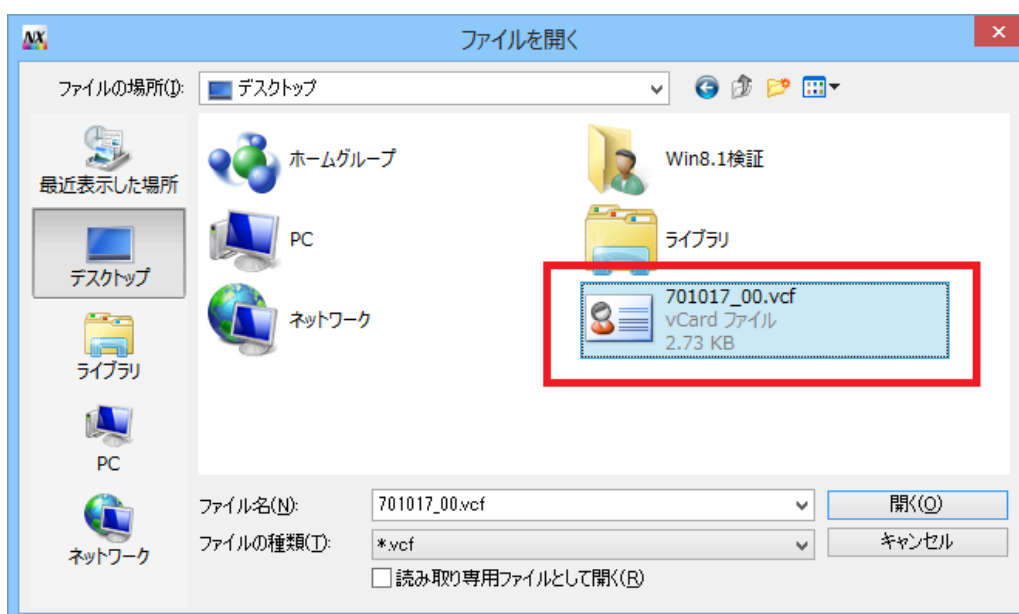 NX
ファイルを開く
ファイルの場所(I):
デスクトップ
最近表示した場所
デスクトップ
ライブラリ
PC
ネットワーク
ホームグループ
Win8.1検証
PC
ライブラリ
ネットワーク
701017_00.vcf
vCard ファイル
2.73 KB
ファイル名(N):
701017_00.vcf
開く(O)
ファイルの種類(T):
*.vcf
キャンセル
読み取り専用ファイルとして開く(R)